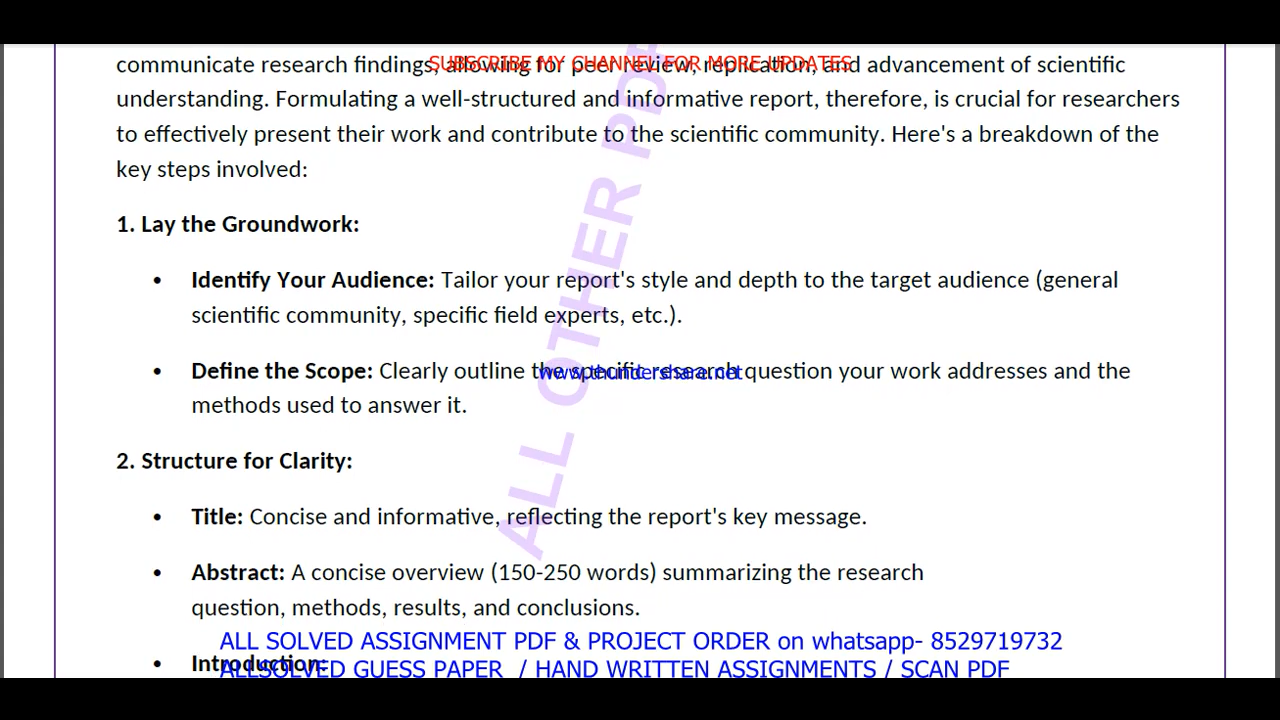 SUBSCRIBE MY CHANNEL FOR MORE UPDATES
communicate research findings, allowing for peer review, replication, and advancement of scientific
understanding. Formulating a well-structured and informative report, therefore, is crucial for researchers
to effectively present their work and contribute to the scientific community. Here's a breakdown of the
key steps involved:
1. Lay the Groundwork:
• Identify Your Audience: Tailor your report's style and depth to the target audience (general
scientific community, specific field experts, etc.).
• Define the Scope: Clearly outline the specific research question your work addresses and the
www.thundershare.net
methods used to answer it.
ALL OTHER PD
2. Structure for Clarity:
• Title: Concise and informative, reflecting the report's key message.
• Abstract: A concise overview (150-250 words) summarizing the research
question, methods, results, and conclusions.
ALL SOLVED ASSIGNMENT PDF & PROJECT ORDER on whatsapp- 8529719732
• Introduction:
ALLSOLVED GUESS PAPER / HAND WRITTEN ASSIGNMENTS / SCAN PDF